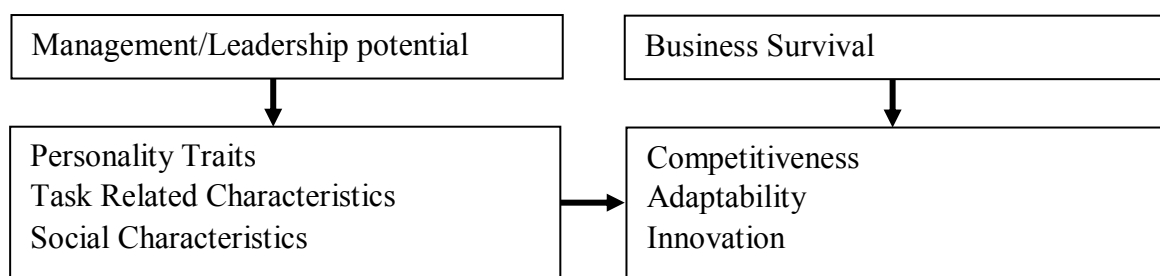 Management/Leadership potential
Business Survival
Personality Traits
Task Related Characteristics
Social Characteristics
Competitiveness
Adaptability
Innovation